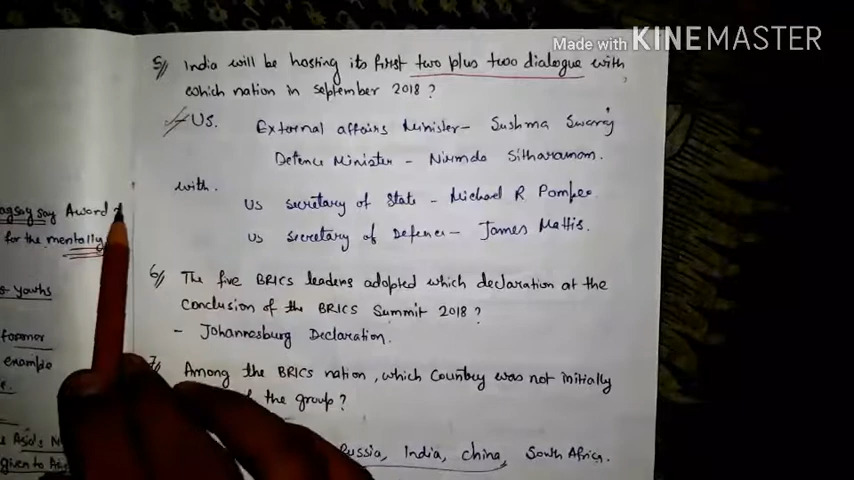 Made with KINEMASTER
5 India will be hosting its first two plus two dialogue with
which nation in september 2018 ?
- US. External affairs Minister - Sushma Swaraj
Defence Minister - Nirmala Sitharaman.
with.
US secretary of State - Michael R Pompeo
US secretary of Defence - James Mattis.
6 The five BRICS leaders adopted which declaration at the
conclusion of the BRICS Summit 2018 ?
- Johannesburg Declaration.
7 Among the BRICS nation, which Country was not initially
the group ?
Russia, India, china, South Africa.
Award
for the mentally
youths
former
example
Asia's
given to